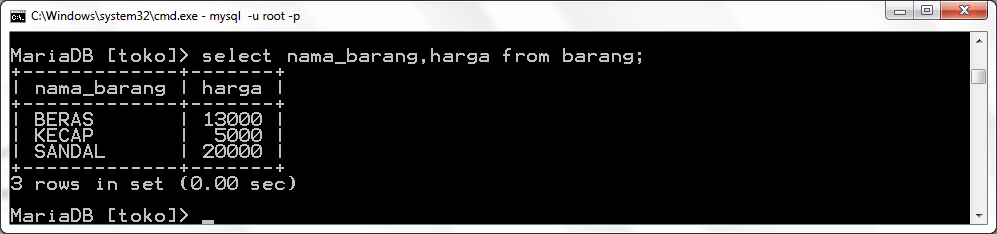 C:\Windows\system32\cmd.exe - mysql  -u root -p
MariaDB [toko]> select nama_barang,harga from barang;
+-------------+-------+
| nama_barang | harga |
+-------------+-------+
| BERAS       | 13000 |
| KECAP       |  5000 |
| SANDAL      | 20000 |
+-------------+-------+
3 rows in set (0.00 sec)
MariaDB [toko]> _